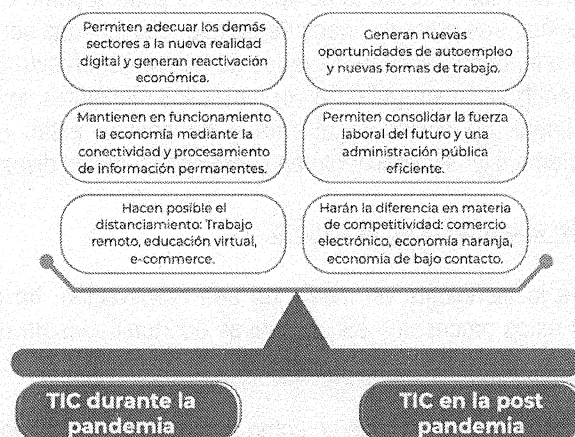 Permiten adecuar los demás
sectores a la nueva realidad
digital y generan reactivación
económica.
Generan nuevas
oportunidades de autoempleo
y nuevas formas de trabajo.
Mantienen en funcionamiento
la economía mediante la
conectividad y procesamiento
de información permanentes.
Permiten consolidar la fuerza
laboral del futuro y una
administración pública
eficiente.
Hacen posible el
distanciamiento: Trabajo
remoto, educación virtual,
e-commerce.
Harán la diferencia en materia
de competitividad: comercio
electrónico, economía naranja,
economía de bajo contacto.
TIC durante la
pandemia
TIC en la post
pandemia